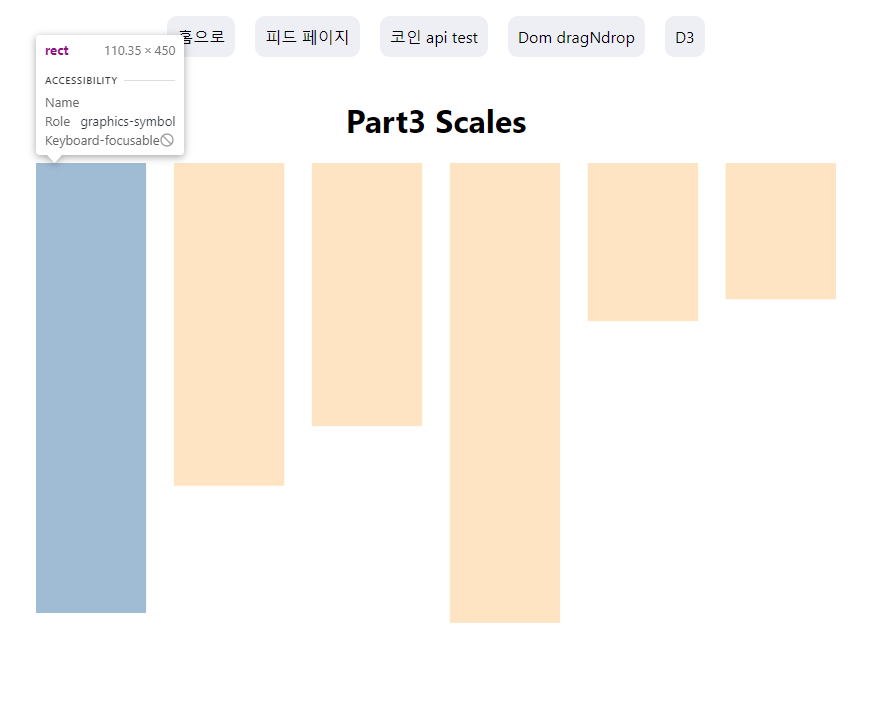 홈으로
피드 페이지
코인 api test
Dom dragNdrop
D3
rect 110.35 × 450
ACCESSIBILITY
Name
Role graphics-symbol
Keyboard-focusable
Part3 Scales